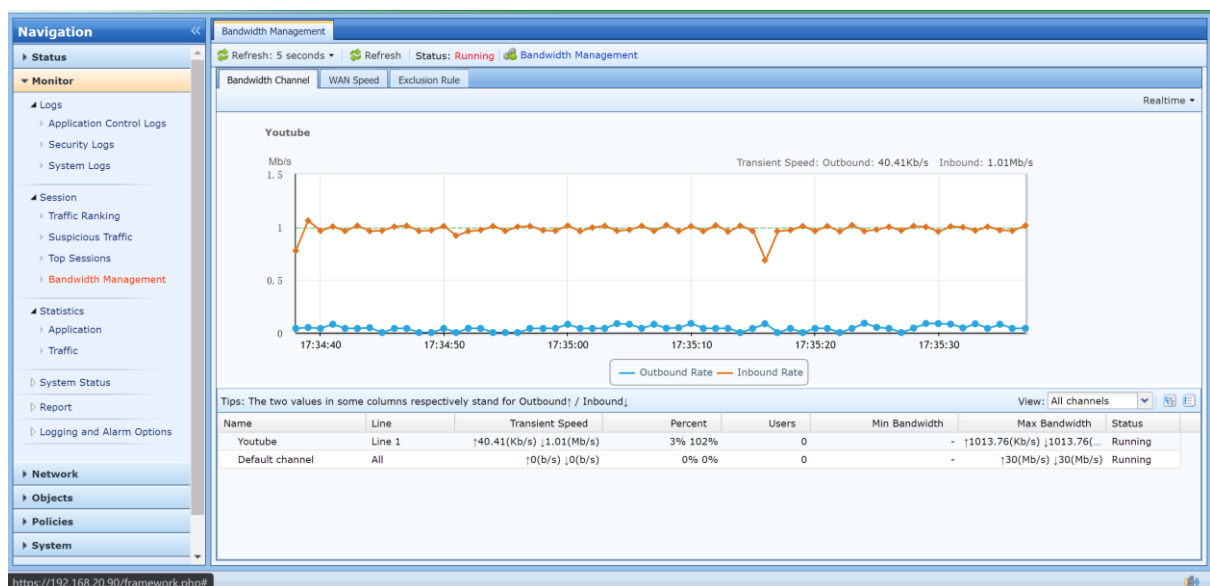 Navigation
Status
Monitor
Logs
Application Control Logs
Security Logs
System Logs
Session
Traffic Ranking
Suspicious Traffic
Top Sessions
Bandwidth Management
Statistics
Application
Traffic
System Status
Report
Logging and Alarm Options
Network
Objects
Policies
System
Bandwidth Management
Refresh: 5 seconds Refresh Status: Running Bandwidth Management
Bandwidth Channel WAN Speed Exclusion Rule
Realtime
Youtube
Mb/s Transient Speed: Outbound: 40.41Kb/s Inbound: 1.01Mb/s
1.5
1
0.5
0
17:34:40 17:34:50 17:35:00 17:35:10 17:35:20 17:35:30
Outbound Rate Inbound Rate
Tips: The two values in some columns respectively stand for Outbound↑ / Inbound↓ View: All channels
Name Line Transient Speed Percent Users Min Bandwidth Max Bandwidth Status
Youtube Line 1 ↑40.41(Kb/s) ↓1.01(Mb/s) 3% 102% 0 - ↑1013.76(Kb/s) ↓1013.76(... Running
Default channel All ↑0(b/s) ↓0(b/s) 0% 0% 0 - ↑30(Mb/s) ↓30(Mb/s) Running
https://192.168.20.90/framework.php#